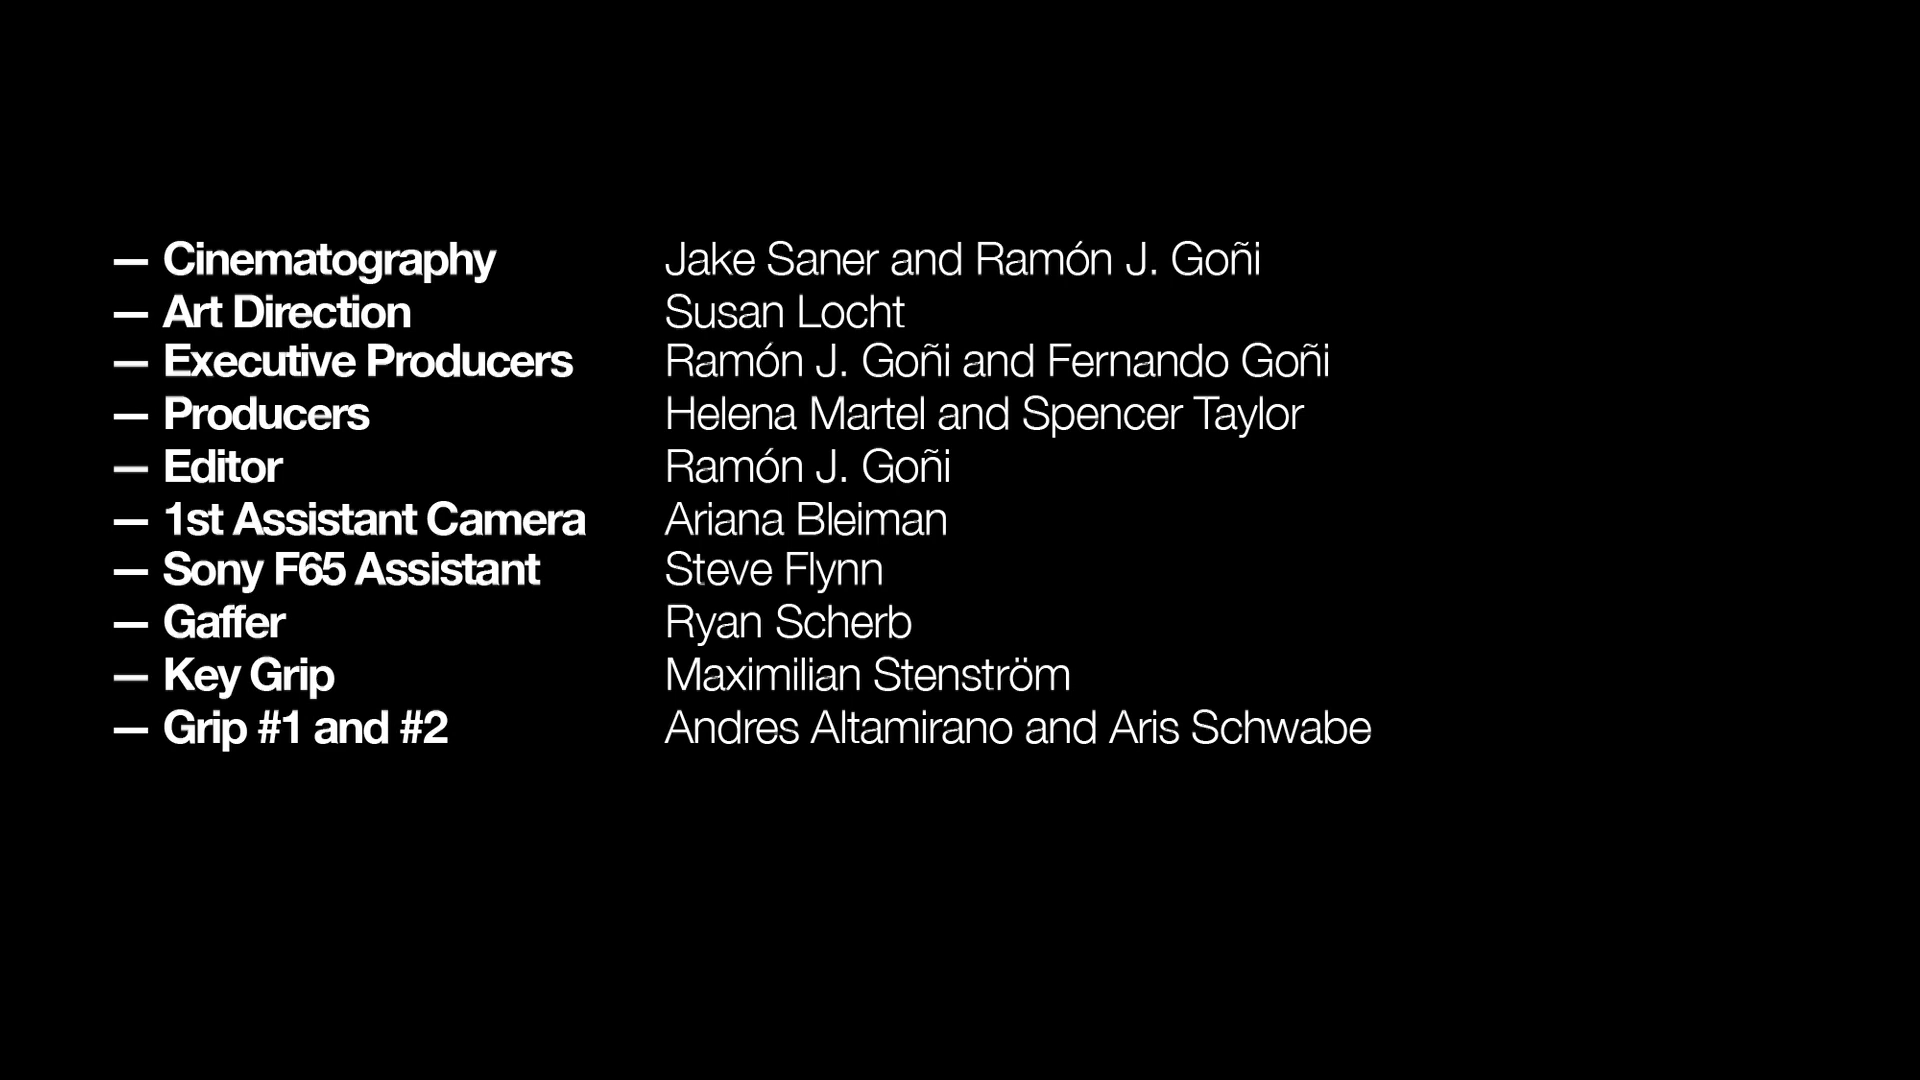 — Cinematography Jake Saner and Ramón J. Goñi
— Art Direction Susan Locht
— Executive Producers Ramón J. Goñi and Fernando Goñi
— Producers Helena Martel and Spencer Taylor
— Editor Ramón J. Goñi
— 1st Assistant Camera Ariana Bleiman
— Sony F65 Assistant Steve Flynn
— Gaffer Ryan Scherb
— Key Grip Maximilian Stenström
— Grip #1 and #2 Andres Altamirano and Aris Schwabe